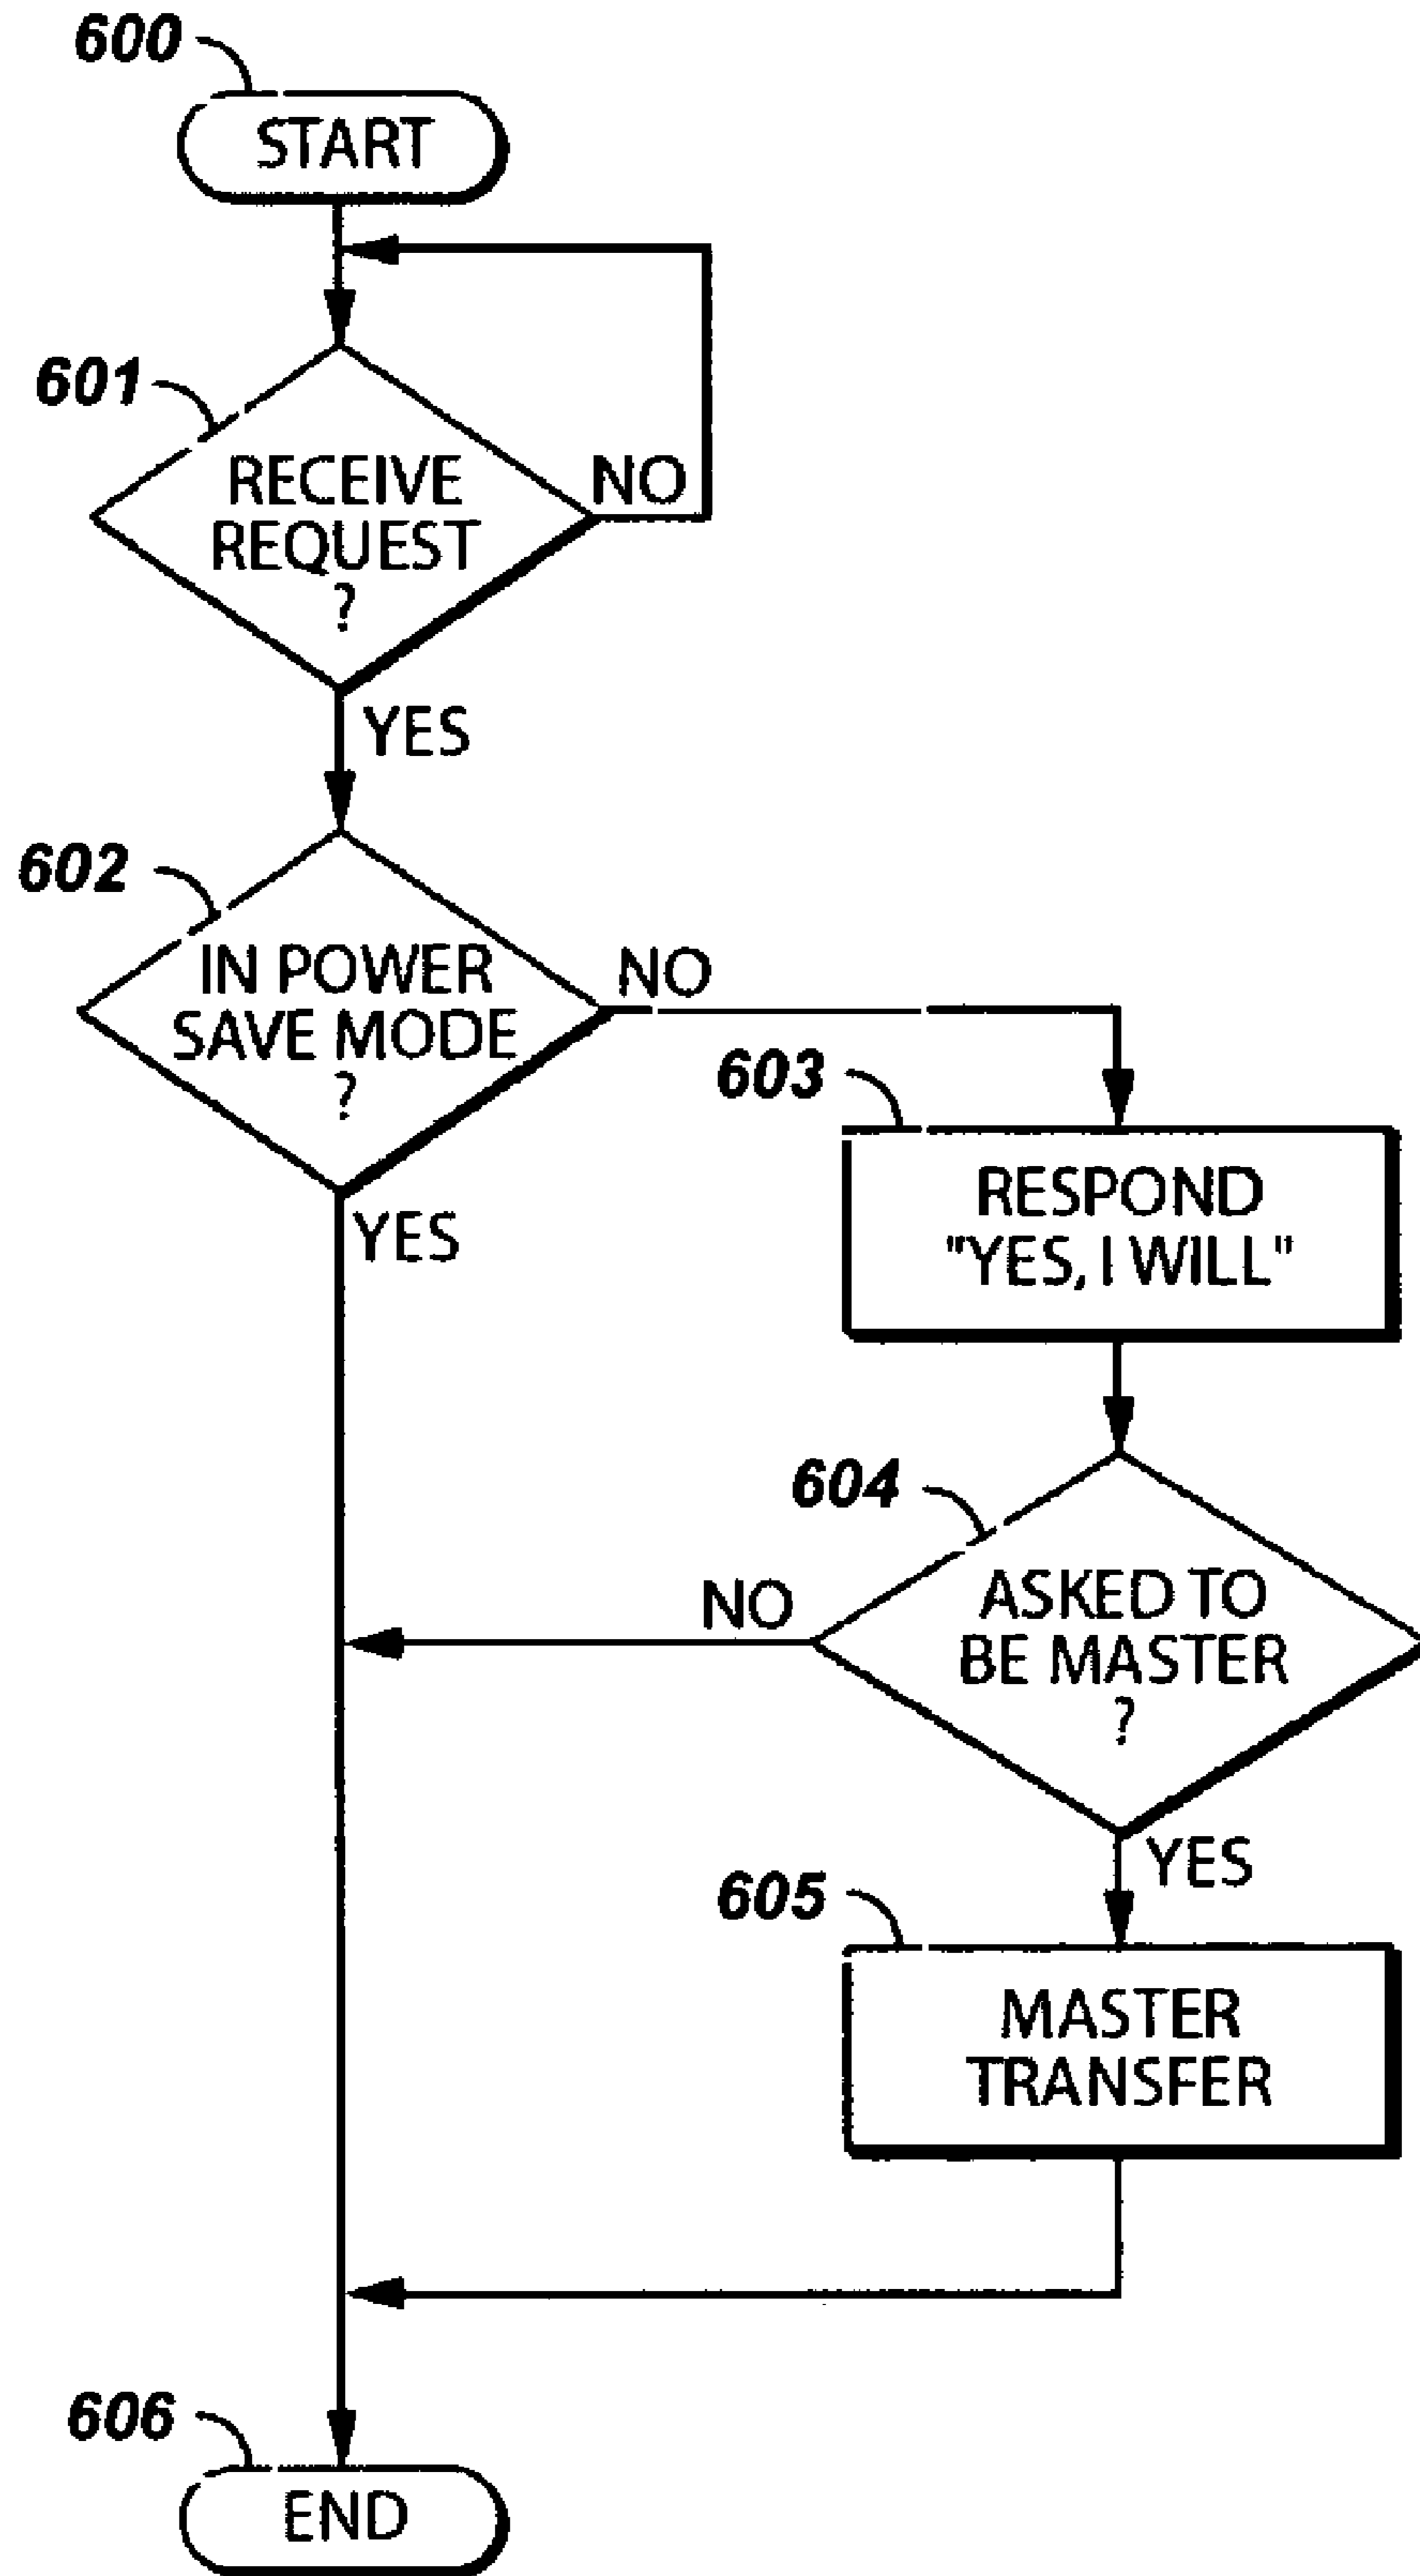 600
START
601
RECEIVE
REQUEST
?
NO
YES
602
IN POWER
SAVE MODE
?
NO
YES
603
RESPOND
"YES, I WILL"
604
ASKED TO
BE MASTER
?
NO
YES
605
MASTER
TRANSFER
606
END